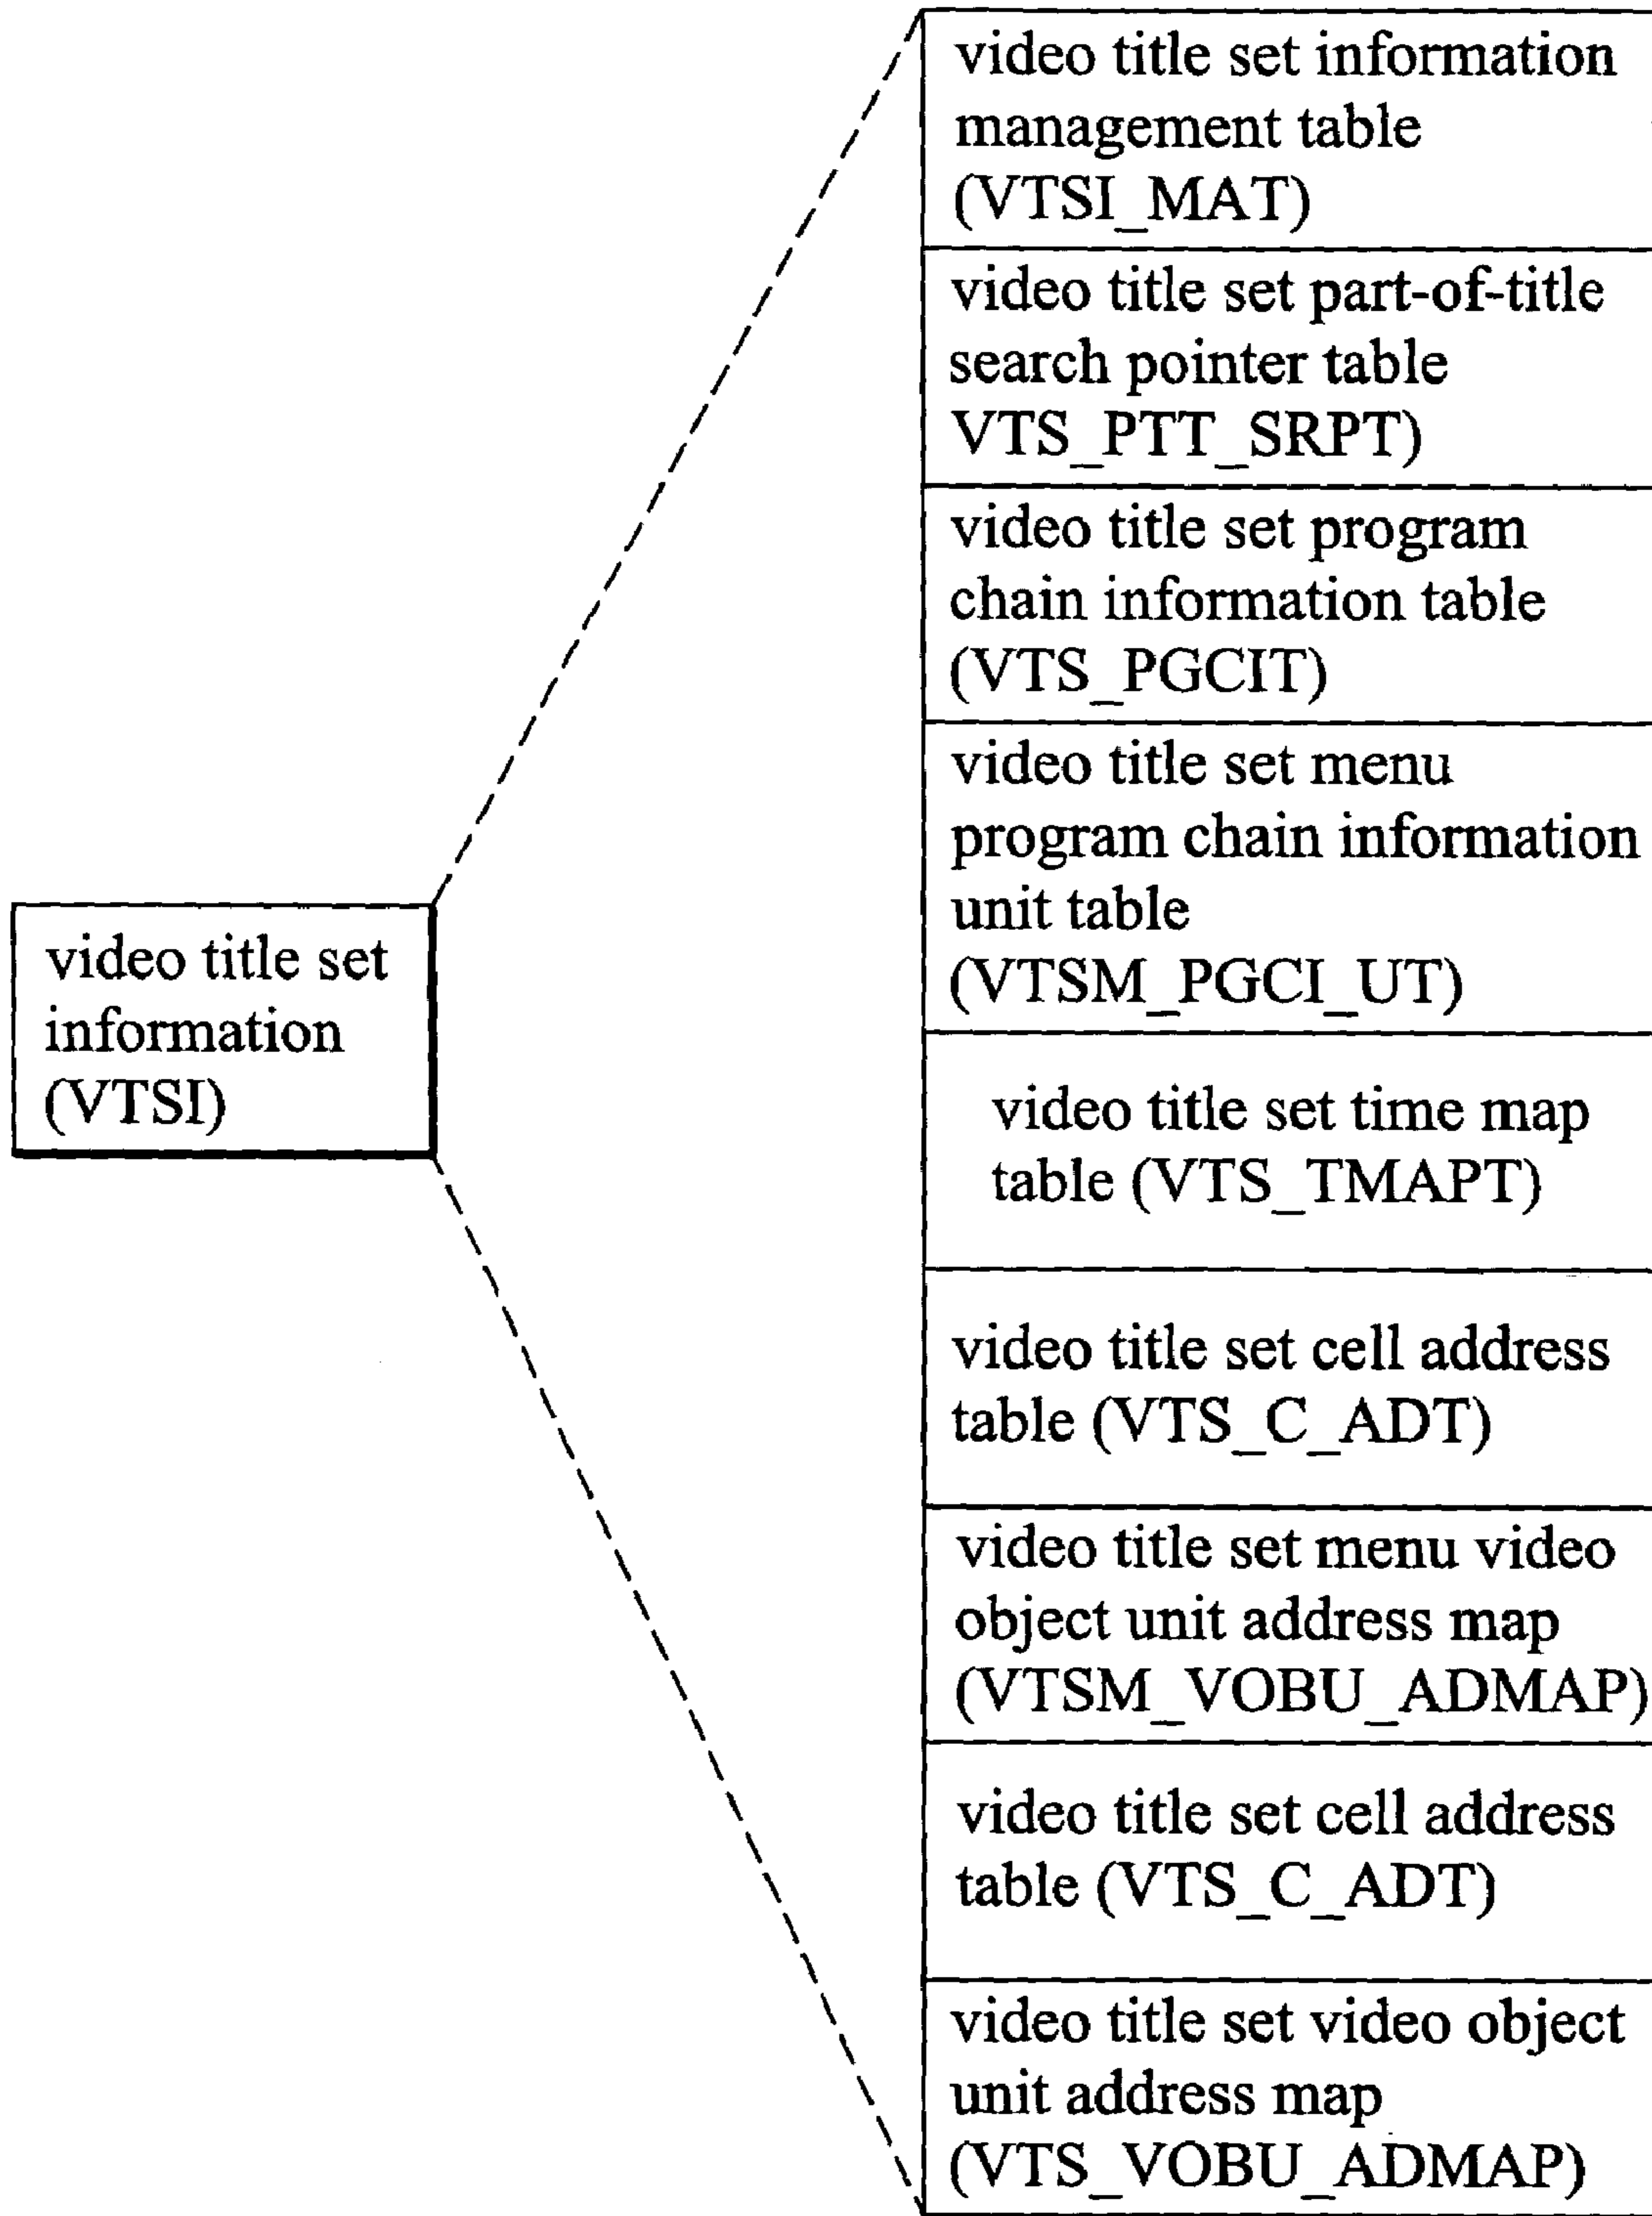 video title set
information
(VTSI)
video title set information
management table
(VTSI_MAT)
video title set part-of-title
search pointer table
VTS_PTT_SRPT)
video title set program
chain information table
(VTS_PGCIT)
video title set menu
program chain information
unit table
(VTSM_PGCI_UT)
video title set time map
table (VTS_TMAPT)
video title set cell address
table (VTS_C_ADT)
video title set menu video
object unit address map
(VTSM_VOBU_ADMAP)
video title set cell address
table (VTS_C_ADT)
video title set video object
unit address map
(VTS_VOBU_ADMAP)